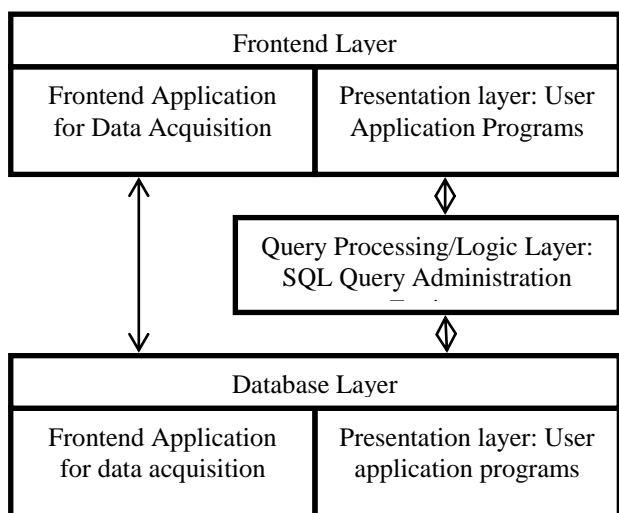 Frontend Layer
Frontend Application
for Data Acquisition
Presentation layer: User
Application Programs
Query Processing/Logic Layer:
SQL Query Administration
Database Layer
Frontend Application
for data acquisition
Presentation layer: User
application programs